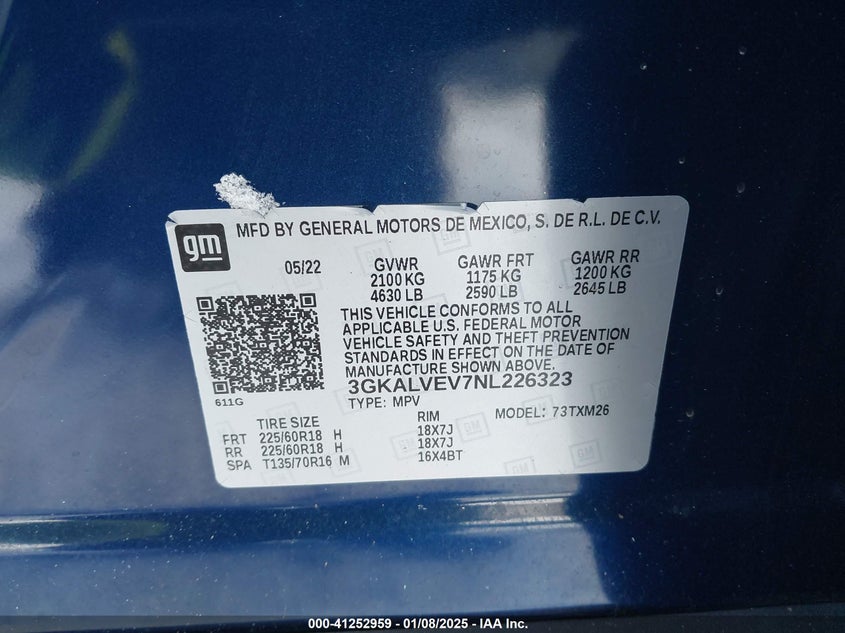 gm
MFD BY GENERAL MOTORS DE MEXICO, S. DE R.L. DE C.V.
05/22
GVWR
2100 KG
4630 LB
GAWR FRT
1175 KG
2590 LB
GAWR RR
1200 KG
2645 LB
THIS VEHICLE CONFORMS TO ALL
APPLICABLE U.S. FEDERAL MOTOR
VEHICLE SAFETY AND THEFT PREVENTION
STANDARDS IN EFFECT ON THE DATE OF
MANUFACTURE SHOWN ABOVE.
3GKALVEV7NL226323
611G
TYPE: MPV
MODEL: 73TXM26
TIRE SIZE RIM
FRT 225/60R18 H 18X7J
RR 225/60R18 H 18X7J
SPA T135/70R16 M 16X4BT
000-41252959 - 01/08/2025 - IAA Inc.